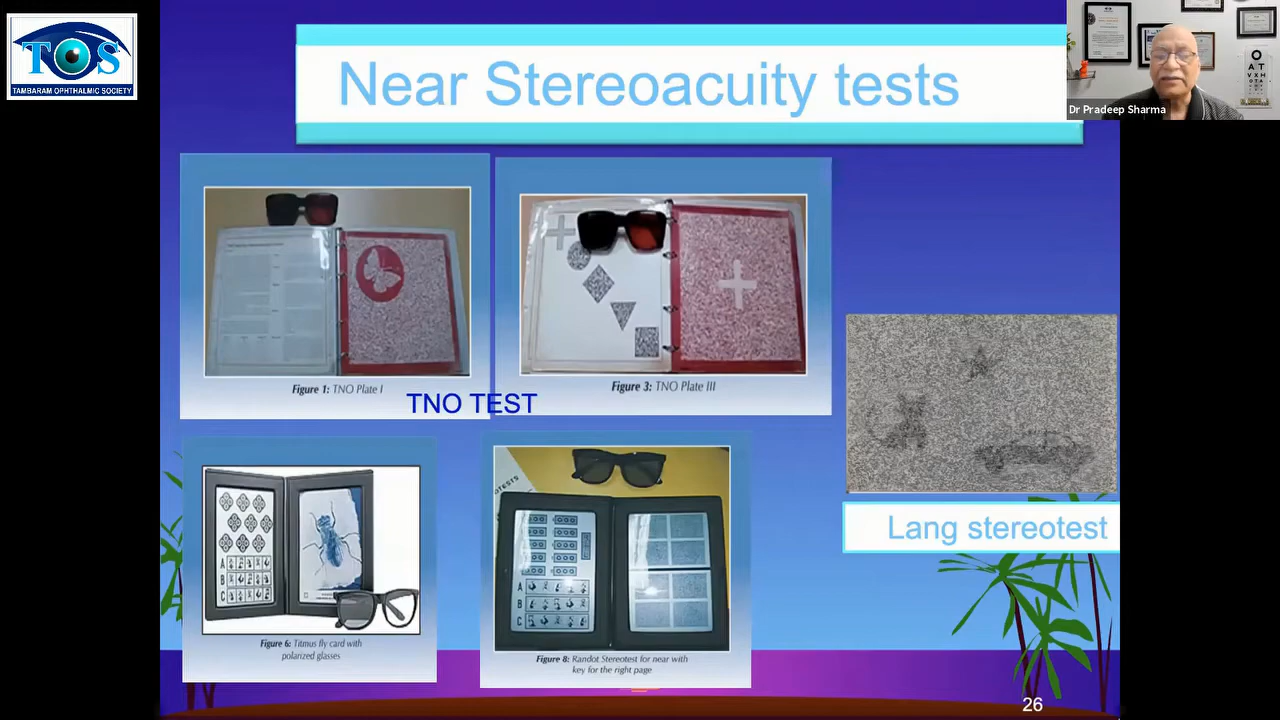 TOS
TAMBARAM OPHTHALMIC SOCIETY
Near Stereoacuity tests
Dr Pradeep Sharma
Figure 1: TNO Plate I
Figure 3: TNO Plate III
TNO TEST
A
B
C
Figure 6: Titmus fly card with
polarized glasses
A
B
C
Figure 8: Randot Stereotest for near with
key for the right page
Lang stereotest
26